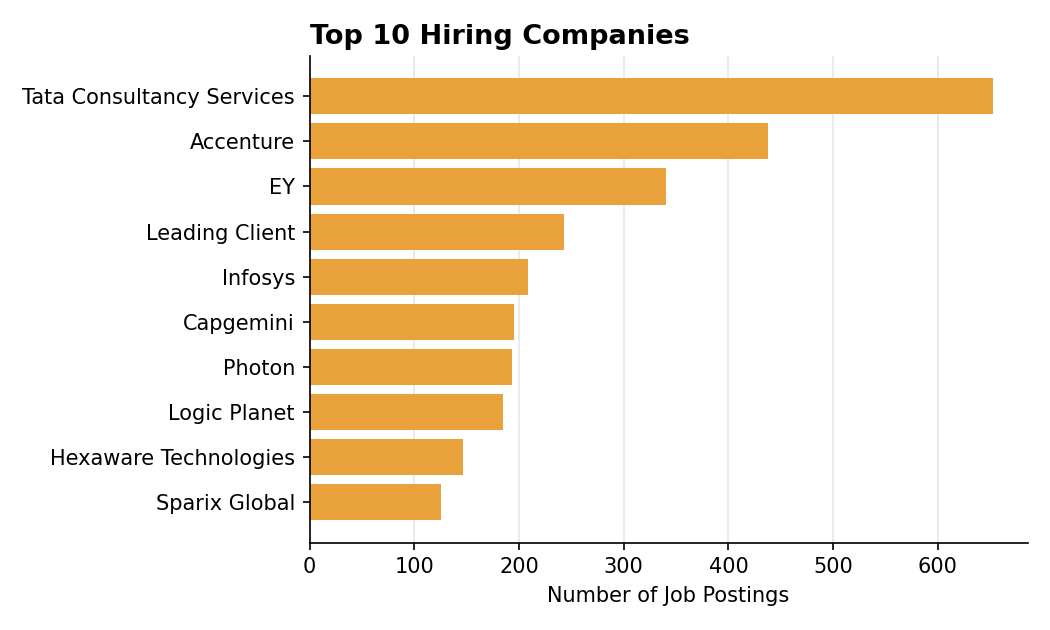 Top 10 Hiring Companies
Tata Consultancy Services
Accenture
EY
Leading Client
Infosys
Capgemini
Photon
Logic Planet
Hexaware Technologies
Sparix Global
0 100 200 300 400 500 600
Number of Job Postings